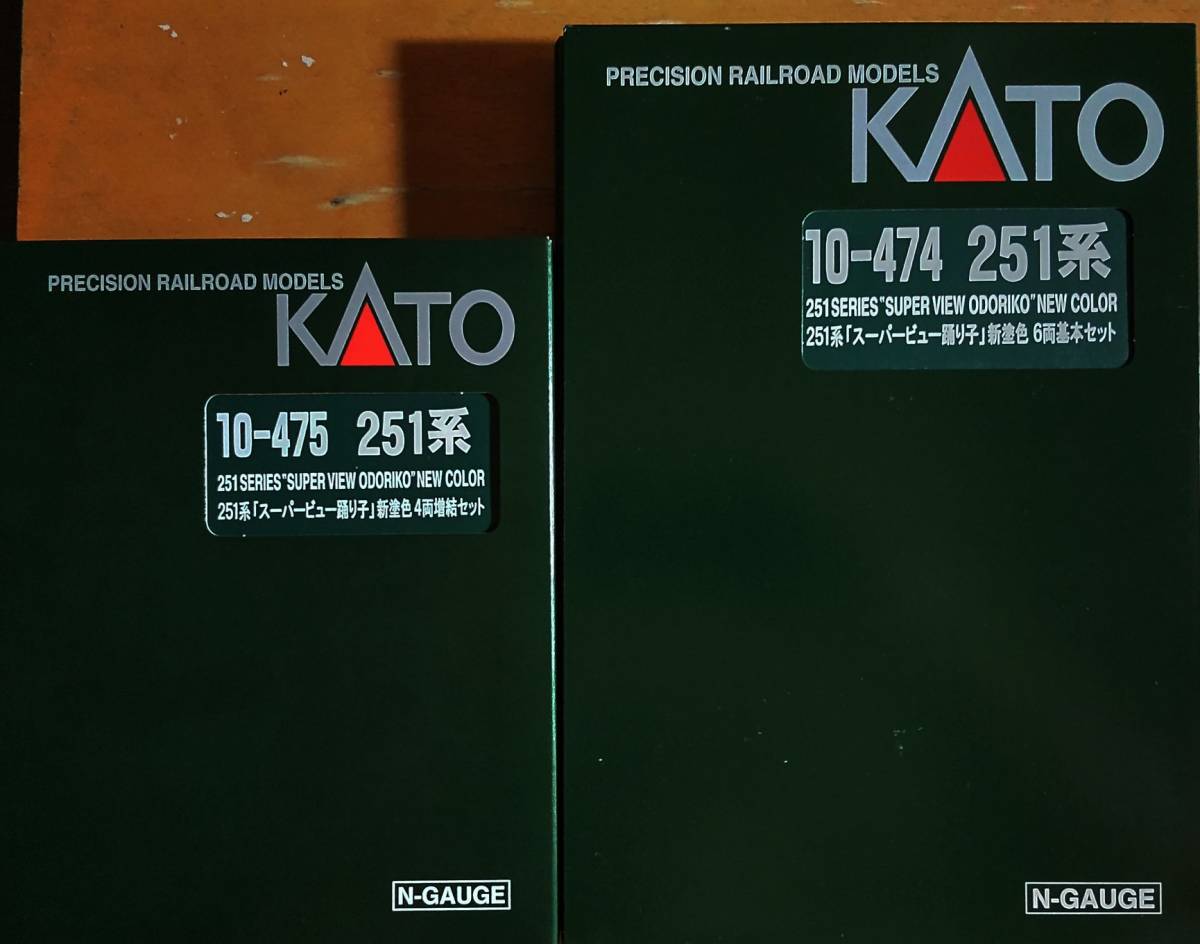 PRECISION RAILROAD MODELS
KATO
10-475 251系
251 SERIES "SUPER VIEW ODORIKO" NEW COLOR
251系「スーパービュー踊り子」新塗色 4両増結セット
N-GAUGE
PRECISION RAILROAD MODELS
KATO
10-474 251系
251 SERIES "SUPER VIEW ODORIKO" NEW COLOR
251系「スーパービュー踊り子」新塗色 6両基本セット
N-GAUGE